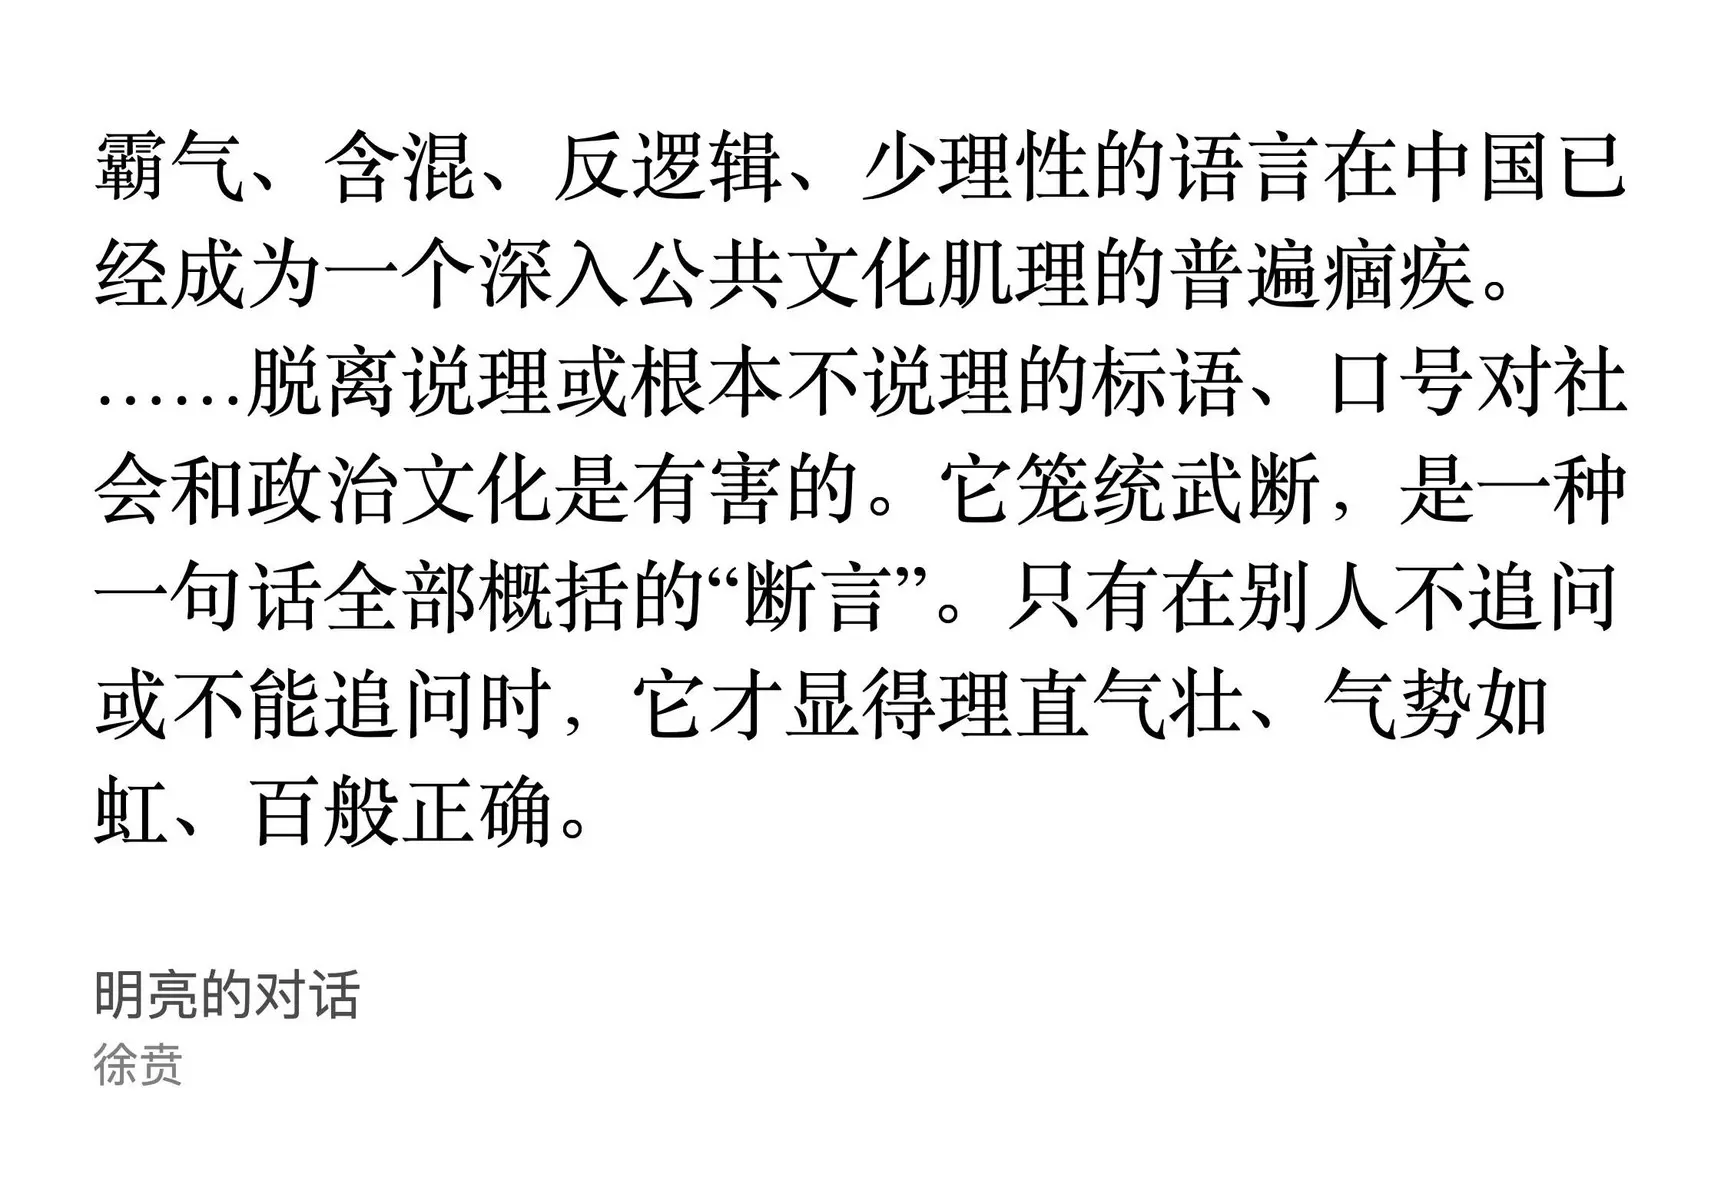 霸气、含混、反逻辑、少理性的语言在中国已
经成为一个深入公共文化肌理的普遍痼疾。
……脱离说理或根本不说理的标语、口号对社
会和政治文化是有害的。它笼统武断，是一种
一句话全部概括的“断言”。只有在别人不追问
或不能追问时，它才显得理直气壮、气势如
虹、百般正确。
明亮的对话
徐贲